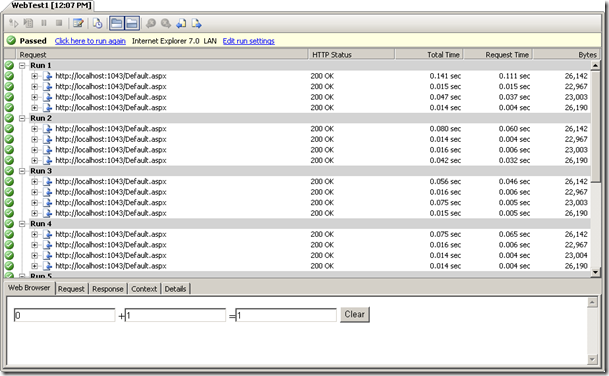 WebTest1 [12:07 PM]
Passed Click here to run again Internet Explorer 7.0 LAN Edit run settings
Request HTTP Status Total Time Request Time Bytes
Run 1
http://localhost:1043/Default.aspx 200 OK 0.141 sec 0.111 sec 26,142
http://localhost:1043/Default.aspx 200 OK 0.015 sec 0.015 sec 22,967
http://localhost:1043/Default.aspx 200 OK 0.047 sec 0.037 sec 23,003
http://localhost:1043/Default.aspx 200 OK 0.014 sec 0.004 sec 26,190
Run 2
http://localhost:1043/Default.aspx 200 OK 0.080 sec 0.060 sec 26,142
http://localhost:1043/Default.aspx 200 OK 0.014 sec 0.004 sec 22,967
http://localhost:1043/Default.aspx 200 OK 0.016 sec 0.006 sec 23,003
http://localhost:1043/Default.aspx 200 OK 0.042 sec 0.032 sec 26,190
Run 3
http://localhost:1043/Default.aspx 200 OK 0.056 sec 0.046 sec 26,142
http://localhost:1043/Default.aspx 200 OK 0.016 sec 0.006 sec 22,967
http://localhost:1043/Default.aspx 200 OK 0.075 sec 0.005 sec 23,003
http://localhost:1043/Default.aspx 200 OK 0.015 sec 0.005 sec 26,190
Run 4
http://localhost:1043/Default.aspx 200 OK 0.075 sec 0.065 sec 26,142
http://localhost:1043/Default.aspx 200 OK 0.016 sec 0.006 sec 22,967
http://localhost:1043/Default.aspx 200 OK 0.014 sec 0.004 sec 23,004
http://localhost:1043/Default.aspx 200 OK 0.014 sec 0.004 sec 26,190
Run 5
Web Browser Request Response Context Details
0 + 1 = 1 Clear